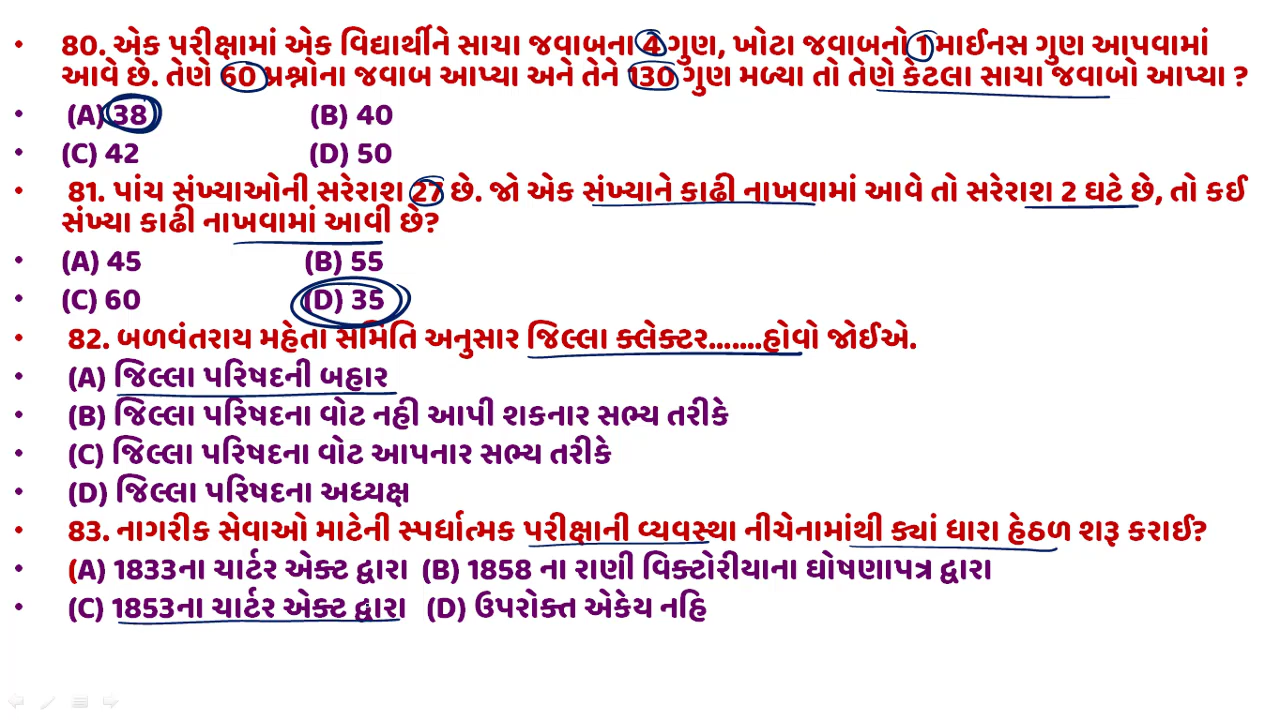 • 80. એક પરીક્ષામાં એક વિદ્યાર્થીને સાચા જવાબના 4 ગુણ, ખોટા જવાબનો 1 માઈનસ ગુણ આપવામાં
આવે છે. તેણે 60 પ્રશ્નોના જવાબ આપ્યા અને તેને 130 ગુણ મળ્યા તો તેણે કેટલા સાચા જવાબો આપ્યા ?
• (A) 38 (B) 40
• (C) 42 (D) 50
• 81. પાંચ સંખ્યાઓની સરેરાશ 27 છે. જો એક સંખ્યાને કાઢી નાખવામાં આવે તો સરેરાશ 2 ઘટે છે, તો કઈ
સંખ્યા કાઢી નાખવામાં આવી છે?
• (A) 45 (B) 55
• (C) 60 (D) 35
• 82. બળવંતરાય મહેતા સમિતિ અનુસાર જિલ્લા ક્લેક્ટર.......હોવો જોઈએ.
• (A) જિલ્લા પરિષદની બહાર
• (B) જિલ્લા પરિષદના વોટ નહી આપી શકનાર સભ્ય તરીકે
• (C) જિલ્લા પરિષદના વોટ આપનાર સભ્ય તરીકે
• (D) જિલ્લા પરિષદના અધ્યક્ષ
• 83. નાગરીક સેવાઓ માટેની સ્પર્ધાત્મક પરીક્ષાની વ્યવસ્થા નીચેનામાંથી ક્યાં ધારા હેઠળ શરૂ કરાઈ?
• (A) 1833ના ચાર્ટર એક્ટ દ્વારા (B) 1858 ના રાણી વિક્ટોરીયાના ઘોષણાપત્ર દ્વારા
• (C) 1853ના ચાર્ટર એક્ટ દ્વારા (D) ઉપરોક્ત એકેય નહિ